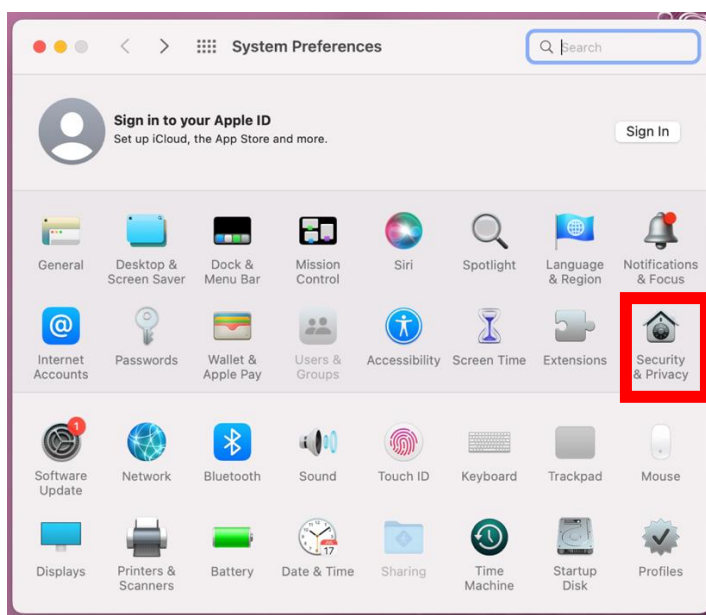 System Preferences
Search
Sign in to your Apple ID
Set up iCloud, the App Store and more.
Sign In
General
Desktop &
Screen Saver
Dock &
Menu Bar
Mission
Control
Siri
Spotlight
Language
& Region
Notifications
& Focus
@
Internet
Accounts
Passwords
Wallet &
Apple Pay
Users &
Groups
Accessibility
Screen Time
Extensions
Security
& Privacy
1
Software
Update
Network
Bluetooth
Sound
Touch ID
Keyboard
Trackpad
Mouse
Displays
Printers &
Scanners
Battery
17
Date & Time
Sharing
Time
Machine
Startup
Disk
Profiles